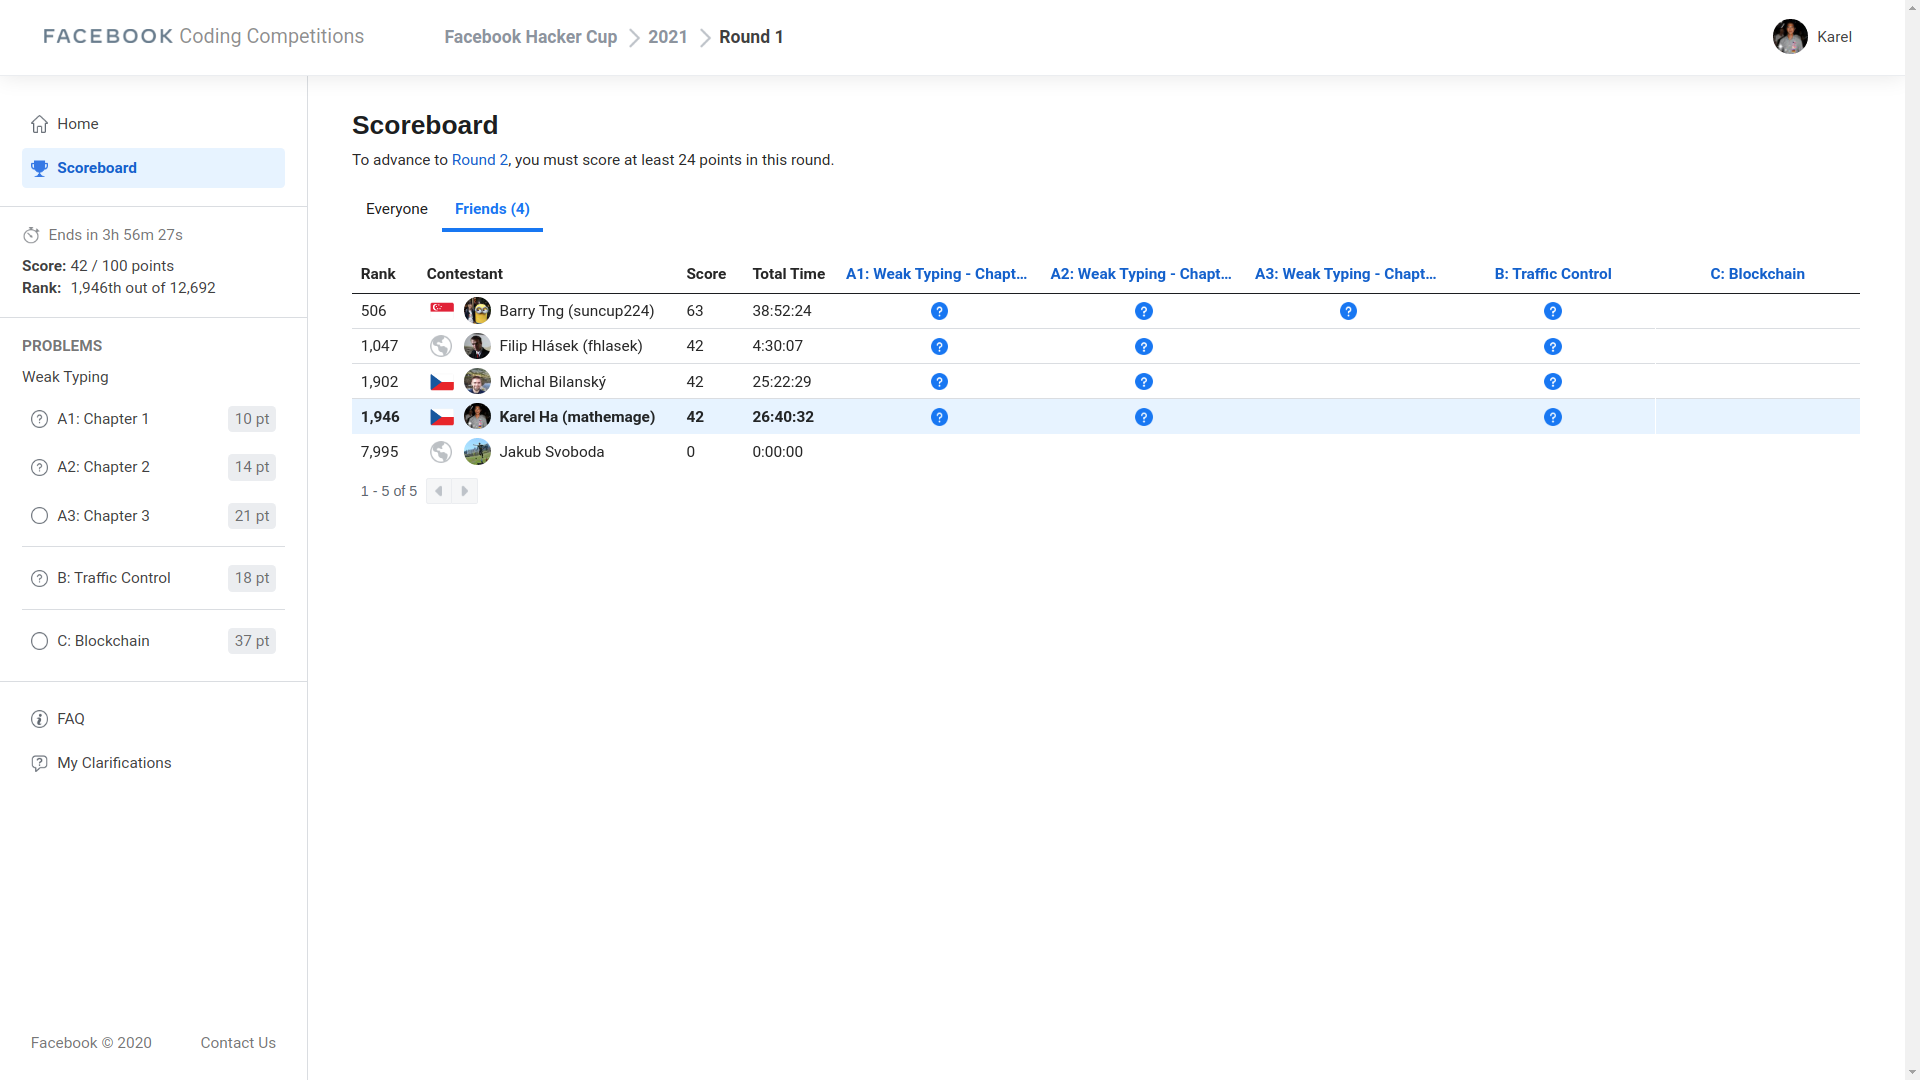 FACEBOOK Coding Competitions
Facebook Hacker Cup 2021 Round 1
Karel
Home
Scoreboard
Ends in 3h 56m 27s
Score: 42 / 100 points
Rank: 1,946th out of 12,692
PROBLEMS
Weak Typing
A1: Chapter 1 10 pt
A2: Chapter 2 14 pt
A3: Chapter 3 21 pt
B: Traffic Control 18 pt
C: Blockchain 37 pt
FAQ
My Clarifications
Facebook © 2020 Contact Us
Scoreboard
To advance to Round 2, you must score at least 24 points in this round.
Everyone Friends (4)
Rank Contestant Score Total Time A1: Weak Typing - Chapt... A2: Weak Typing - Chapt... A3: Weak Typing - Chapt... B: Traffic Control C: Blockchain
506 Barry Tng (suncup224) 63 38:52:24 ? ? ? ?
1,047 Filip Hlásek (fhlasek) 42 4:30:07 ? ? ?
1,902 Michal Bilanský 42 25:22:29 ? ? ?
1,946 Karel Ha (mathemage) 42 26:40:32 ? ? ?
7,995 Jakub Svoboda 0 0:00:00
1 - 5 of 5